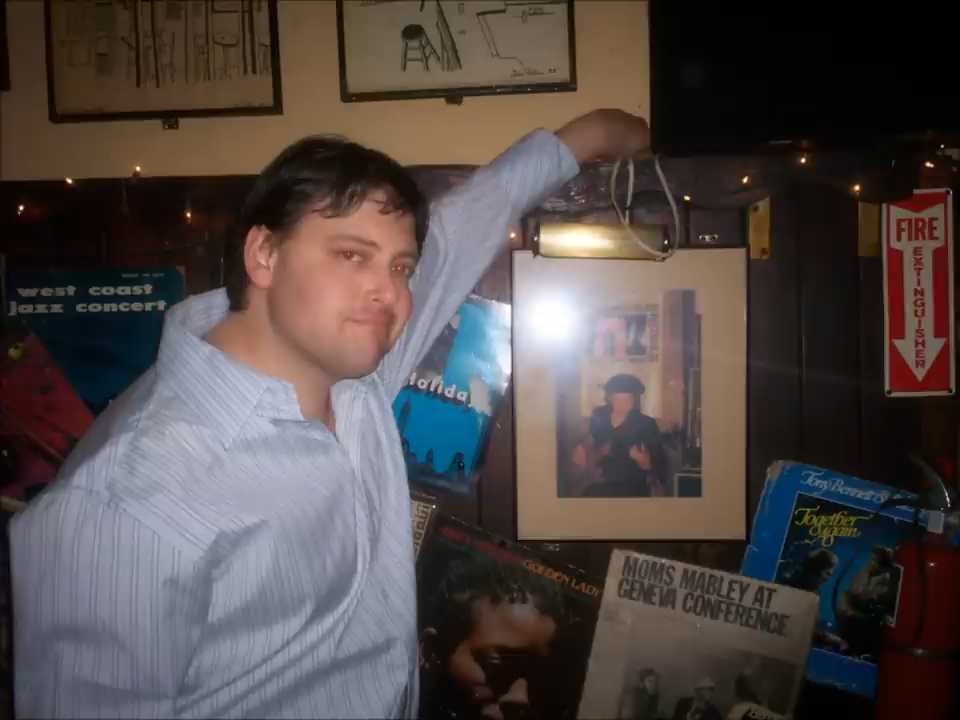 west coast
jazz concert
Holiday
FIRE
EXTINGUISHER
Tony Bennett &
Together
Again
GOLDEN LADY
MOMS MABLEY AT
GENEVA CONFERENCE